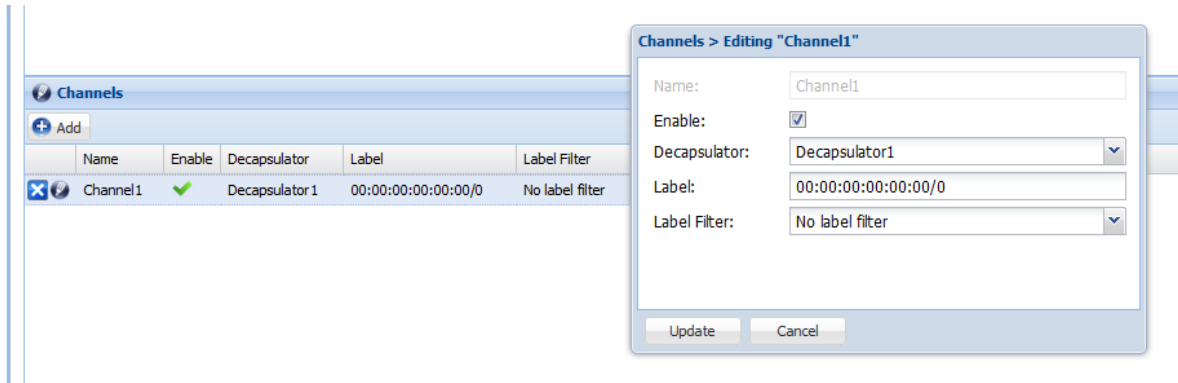 Channels > Editing "Channel1"
Name: Channel1
Enable:
Decapsulator: Decapsulator1
Label: 00:00:00:00:00:00/0
Label Filter: No label filter
Update Cancel
Channels
Add
Name Enable Decapsulator Label Label Filter
Channel1 Decapsulator1 00:00:00:00:00:00/0 No label filter